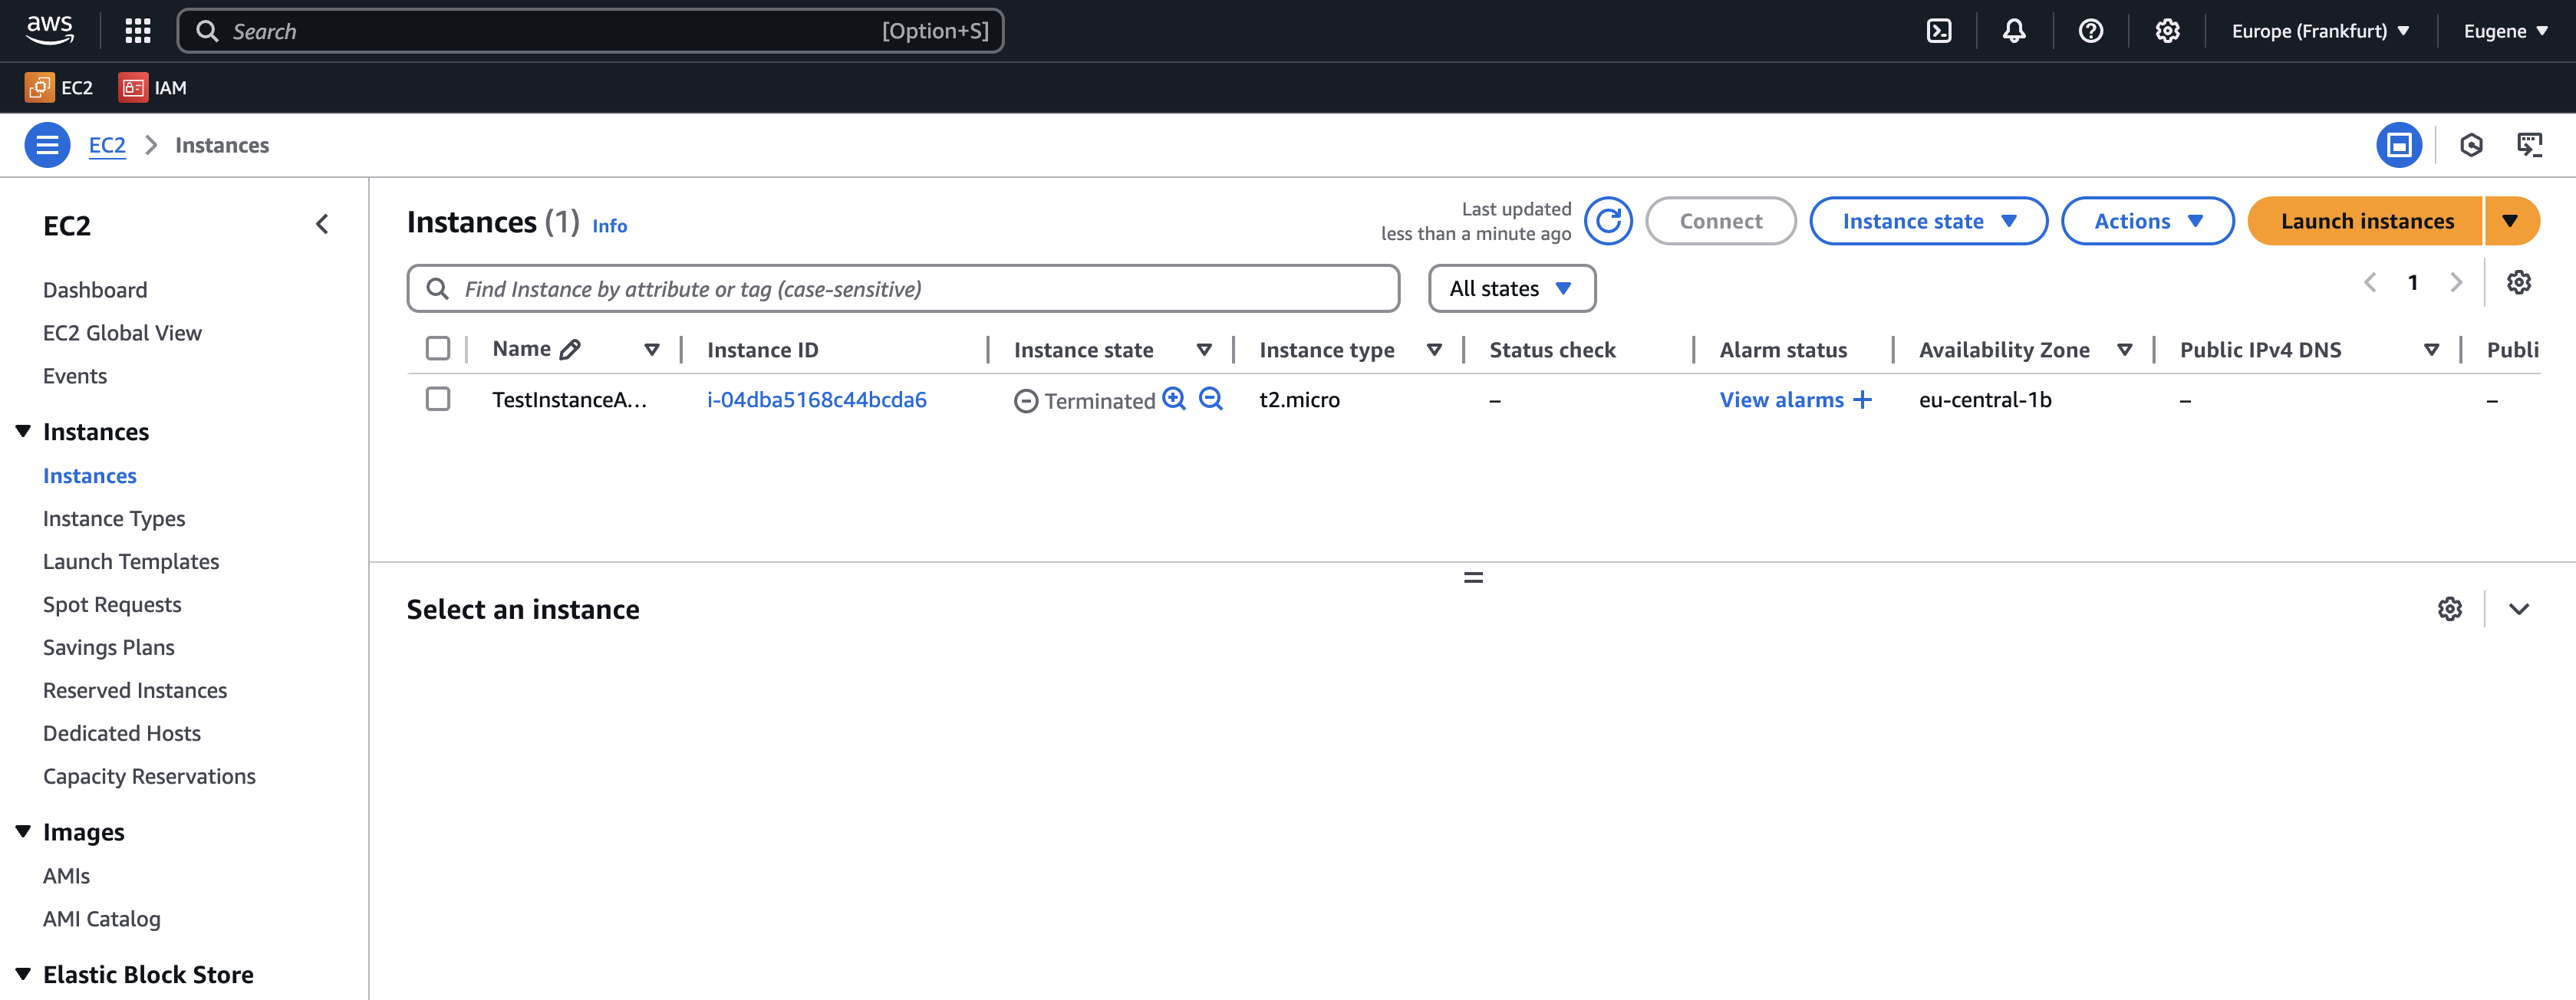 aws
Search [Option+S]
Europe (Frankfurt)
Eugene
EC2
IAM
EC2 Instances
EC2
Dashboard
EC2 Global View
Events
Instances
Instances
Instance Types
Launch Templates
Spot Requests
Savings Plans
Reserved Instances
Dedicated Hosts
Capacity Reservations
Images
AMIs
AMI Catalog
Elastic Block Store
Instances (1) Info
Last updated
less than a minute ago
Connect
Instance state
Actions
Launch instances
Find Instance by attribute or tag (case-sensitive)
All states
1
Name Instance ID Instance state Instance type Status check Alarm status Availability Zone Public IPv4 DNS Publi
TestInstanceA… i-04dba5168c44bcda6 Terminated t2.micro – View alarms + eu-central-1b – –
Select an instance